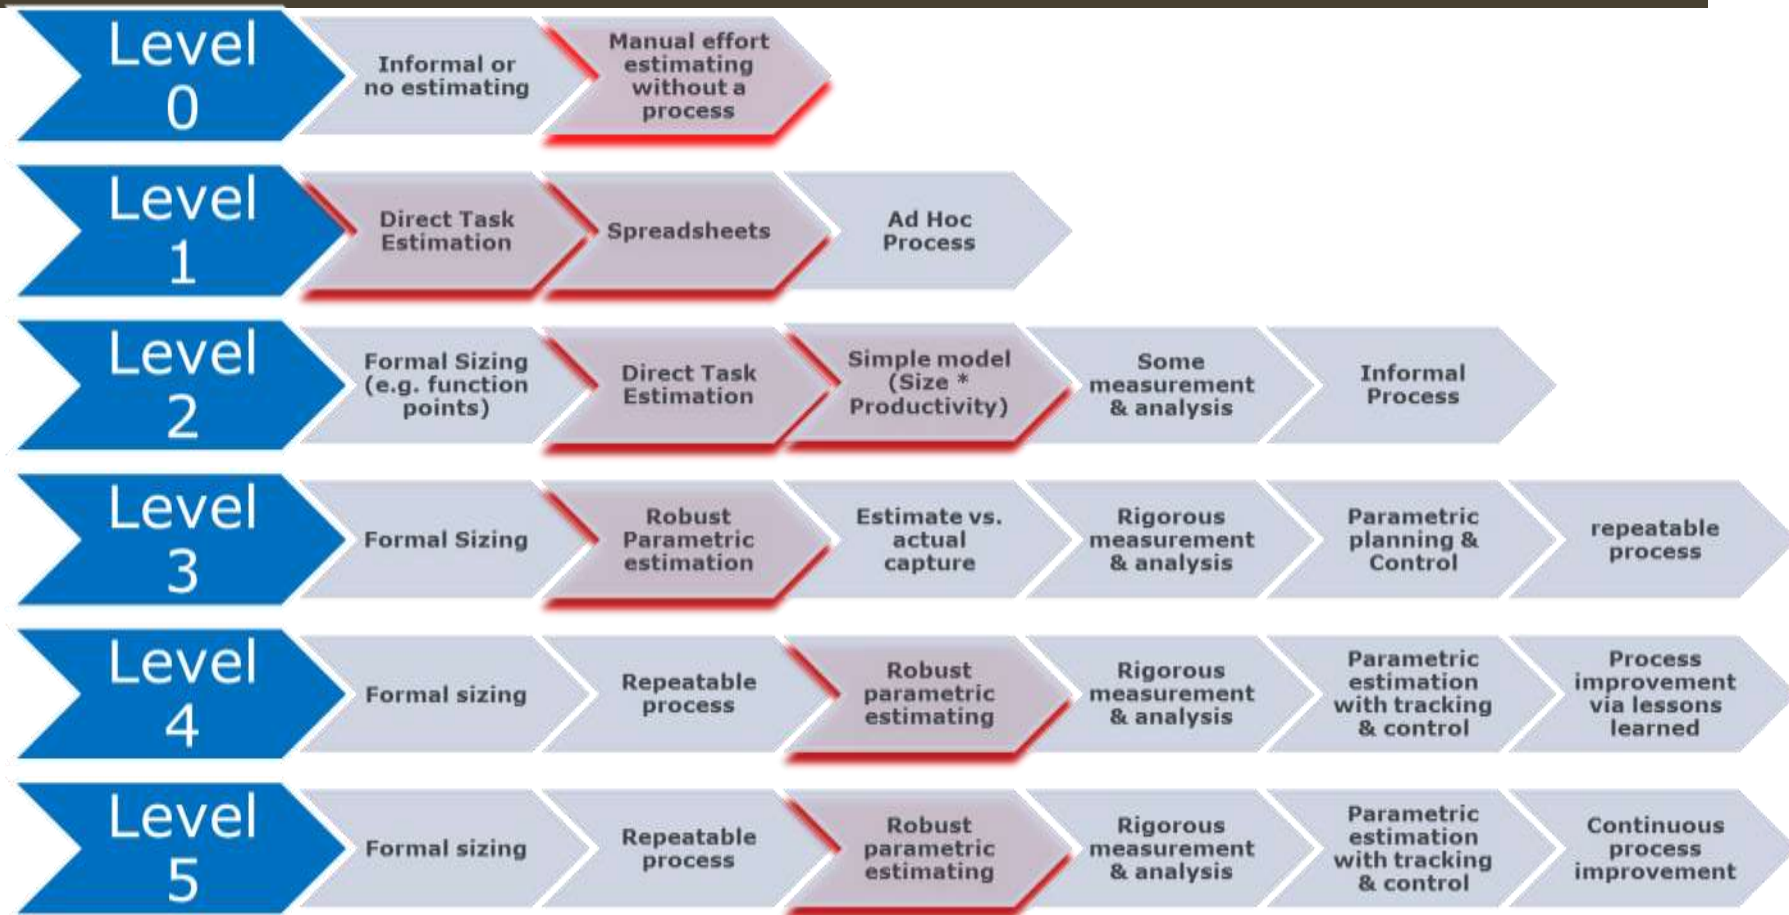 Level
0
Informal or
no estimating
Manual effort
estimating
without a
process
Level
1
Direct Task
Estimation
Spreadsheets
Ad Hoc
Process
Level
2
Formal Sizing
(e.g. function
points)
Direct Task
Estimation
Simple model
(Size *
Productivity)
Some
measurement
& analysis
Informal
Process
Level
3
Formal Sizing
Robust
Parametric
estimation
Estimate vs.
actual
capture
Rigorous
measurement
& analysis
Parametric
planning &
Control
repeatable
process
Level
4
Formal sizing
Repeatable
process
Robust
parametric
estimating
Rigorous
measurement
& analysis
Parametric
estimation
with tracking
& control
Process
improvement
via lessons
learned
Level
5
Formal sizing
Repeatable
process
Robust
parametric
estimating
Rigorous
measurement
& analysis
Parametric
estimation
with tracking
& control
Continuous
process
improvement